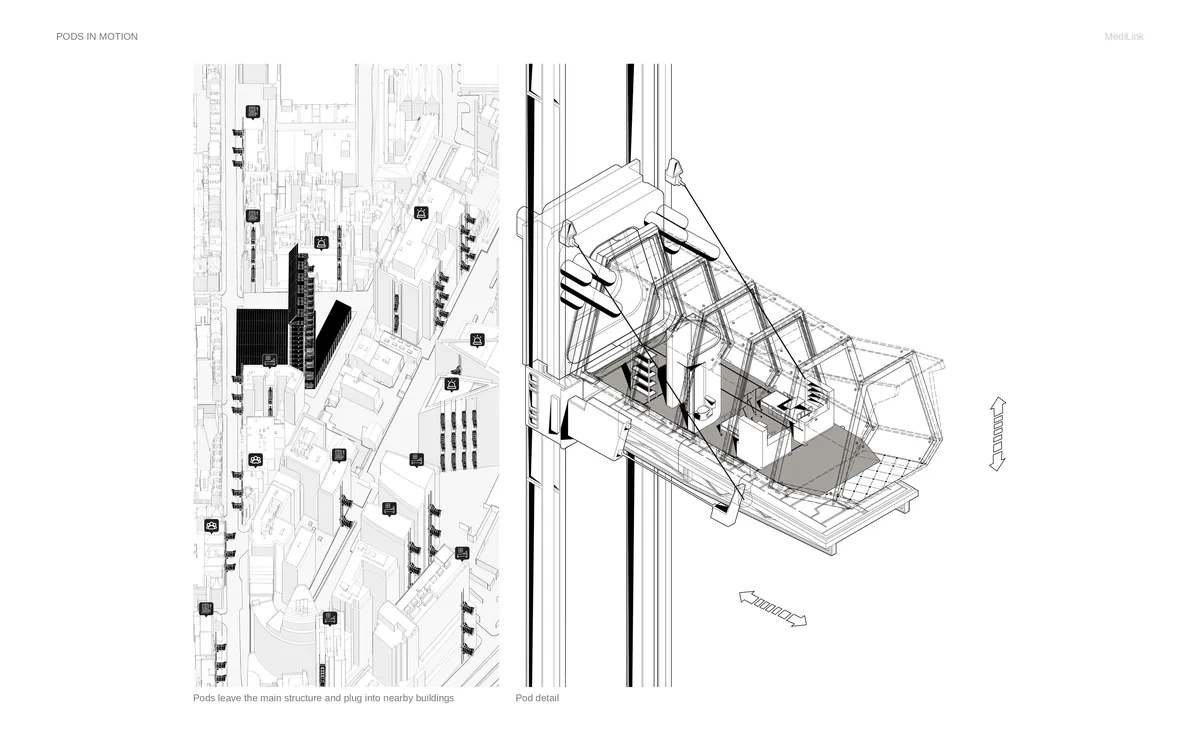 PODS IN MOTION
MediLink
Pods leave the main structure and plug into nearby buildings
Pod detail